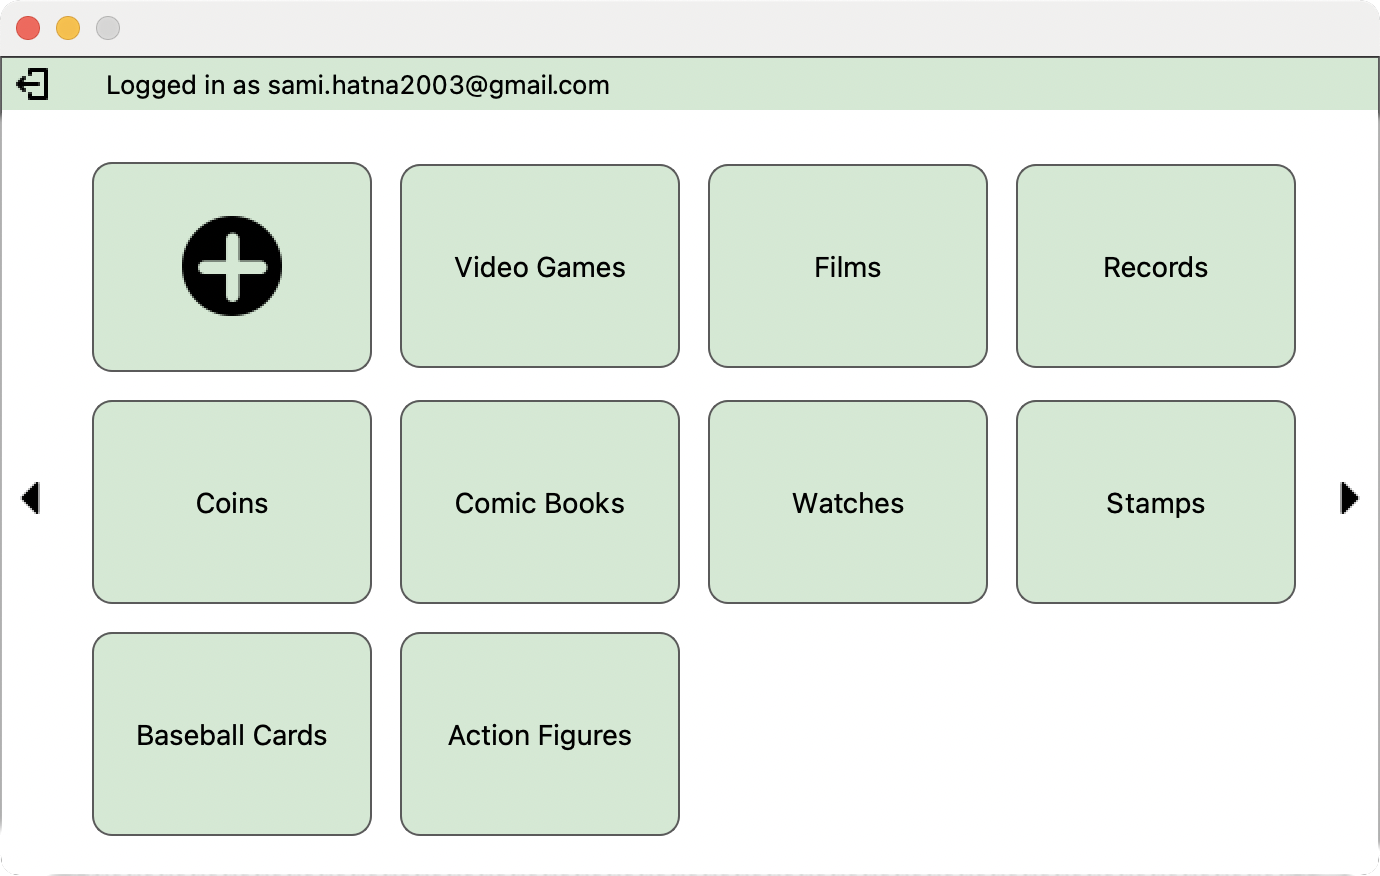 Logged in as sami.hatna2003@gmail.com
Video Games
Films
Records
Coins
Comic Books
Watches
Stamps
Baseball Cards
Action Figures